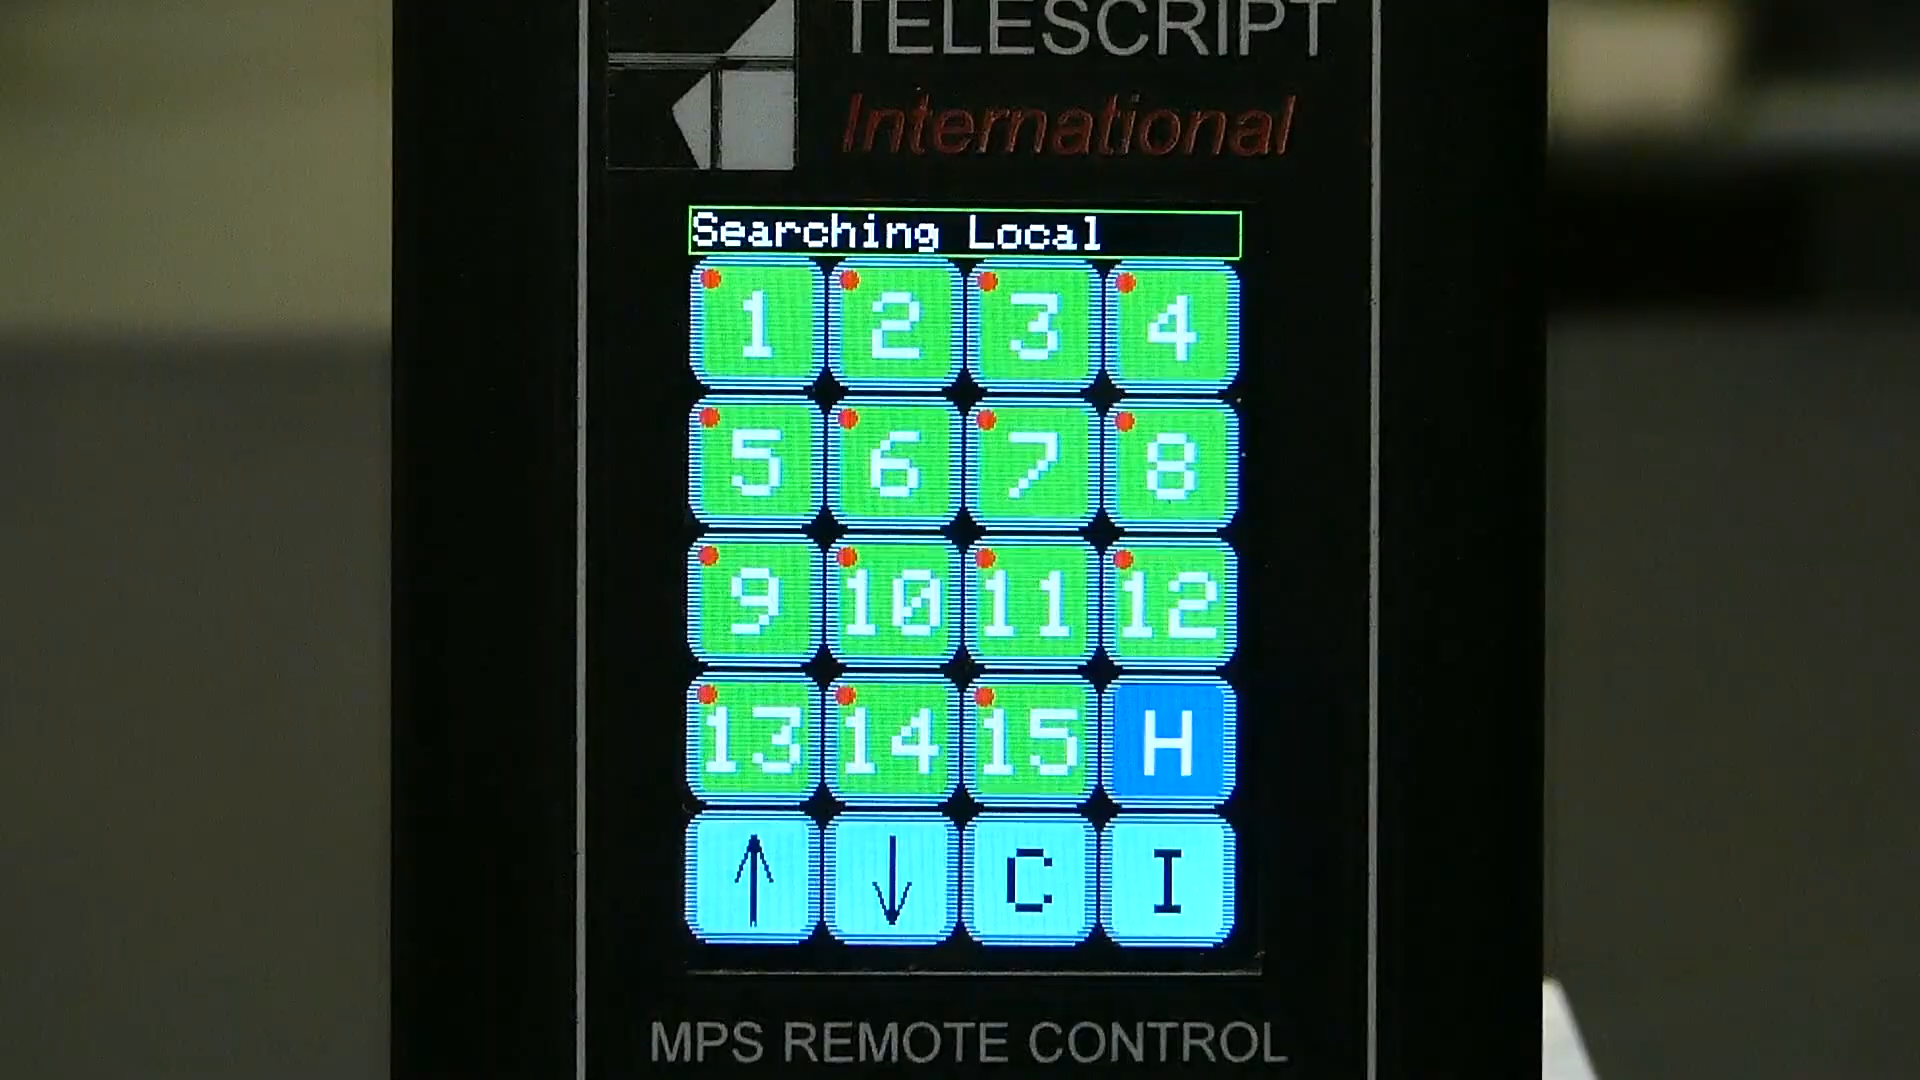 TELESCRIPT
International
Searching Local
1 2 3 4
5 6 7 8
9 10 11 12
13 14 15 H
↑ ↓ C I
MPS REMOTE CONTROL